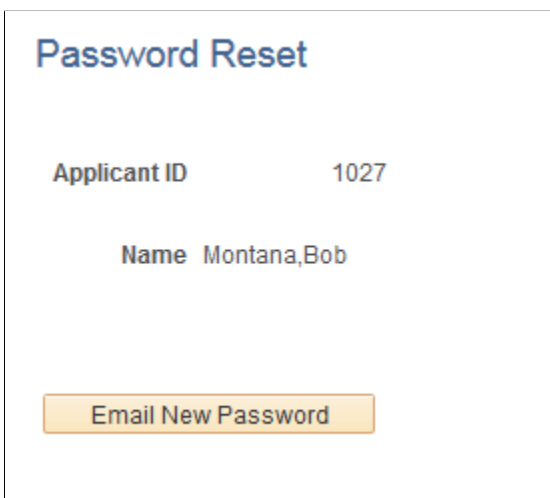 Password Reset
Applicant ID 1027
Name Montana,Bob
Email New Password